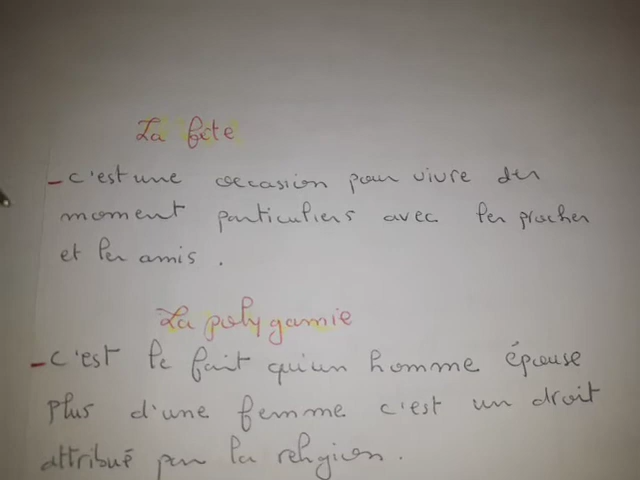 La fête
- c'est une occasion pour vivre des
moment particuliers avec les proches
et les amis .
La polygamie
- c'est le fait qu'un homme épouse
plus d'une femme c'est un droit
attribué par la religion .